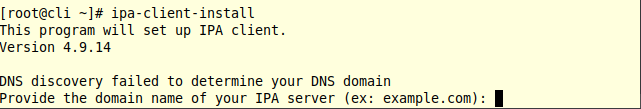 [root@cli ~]# ipa-client-install
This program will set up IPA client.
Version 4.9.14
DNS discovery failed to determine your DNS domain
Provide the domain name of your IPA server (ex: example.com):